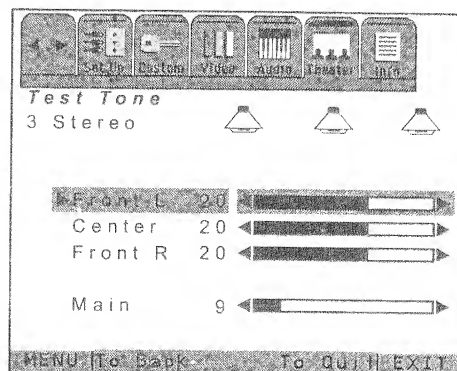 Set Up Custom Video Audio Theater Info
Test Tone
3 Stereo
Front L 20
Center 20
Front R 20
Main 9
MENU To Back To Quit EXIT